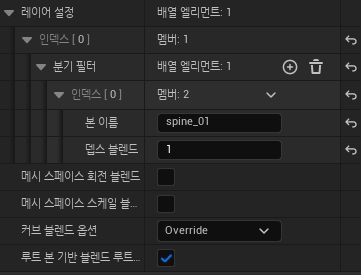 레이어 설정 배열 엘리먼트: 1
인덱스 [ 0 ] 멤버: 1
분기 필터 배열 엘리먼트: 1
인덱스 [ 0 ] 멤버: 2
본 이름 spine_01
뎁스 블렌드 1
메시 스페이스 회전 블렌드
메시 스페이스 스케일 블...
커브 블렌드 옵션 Override
루트 본 기반 블렌드 루트...